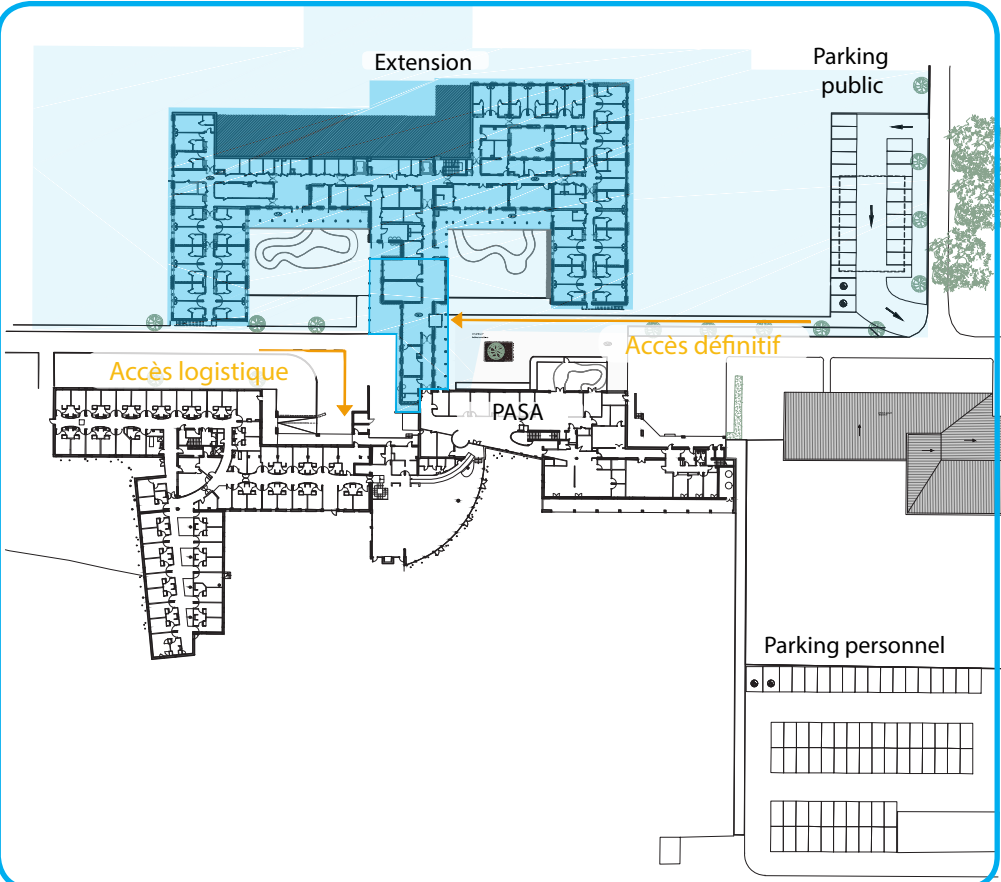 Extension
Parking
public
Accès définitif
Accès logistique
PASA
Parking personnel